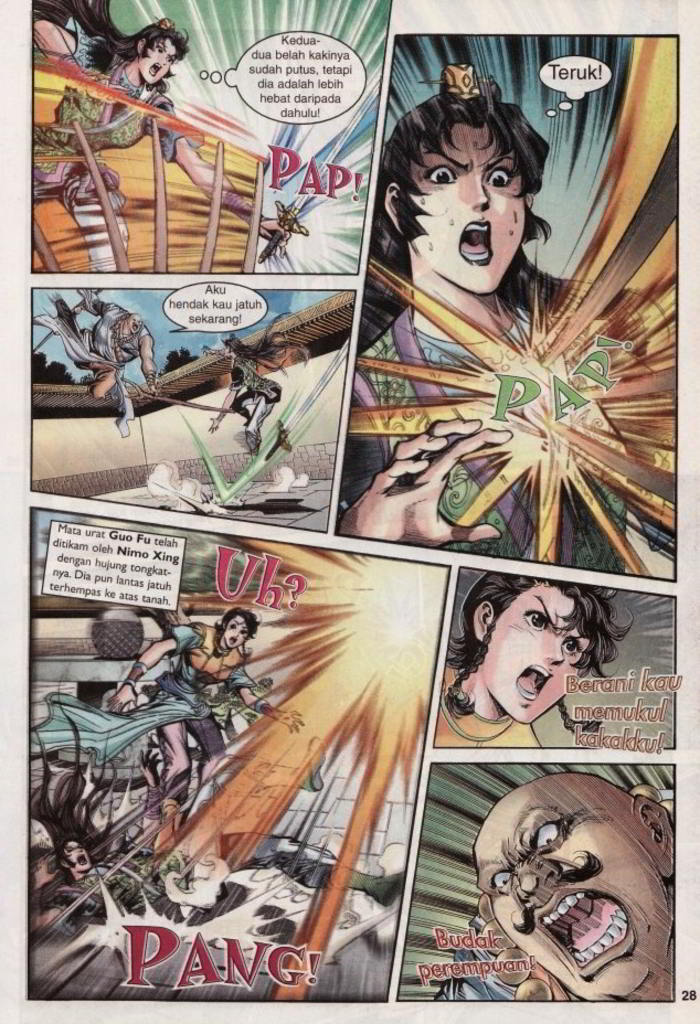 Kedua-
dua belah kakinya
sudah putus, tetapi
dia adalah lebih
hebat daripada
dahulu!
PAP!
Teruk!
PAP!
Aku
hendak kau jatuh
sekarang!
Mata urat Guo Fu telah
ditikam oleh Nimo Xing
dengan hujung tongkat-
nya. Dia pun lantas jatuh
terhempas ke atas tanah.
Uh?
PANG!
Berani kau
memukul
kakakku!
Budak
perempuan!
28